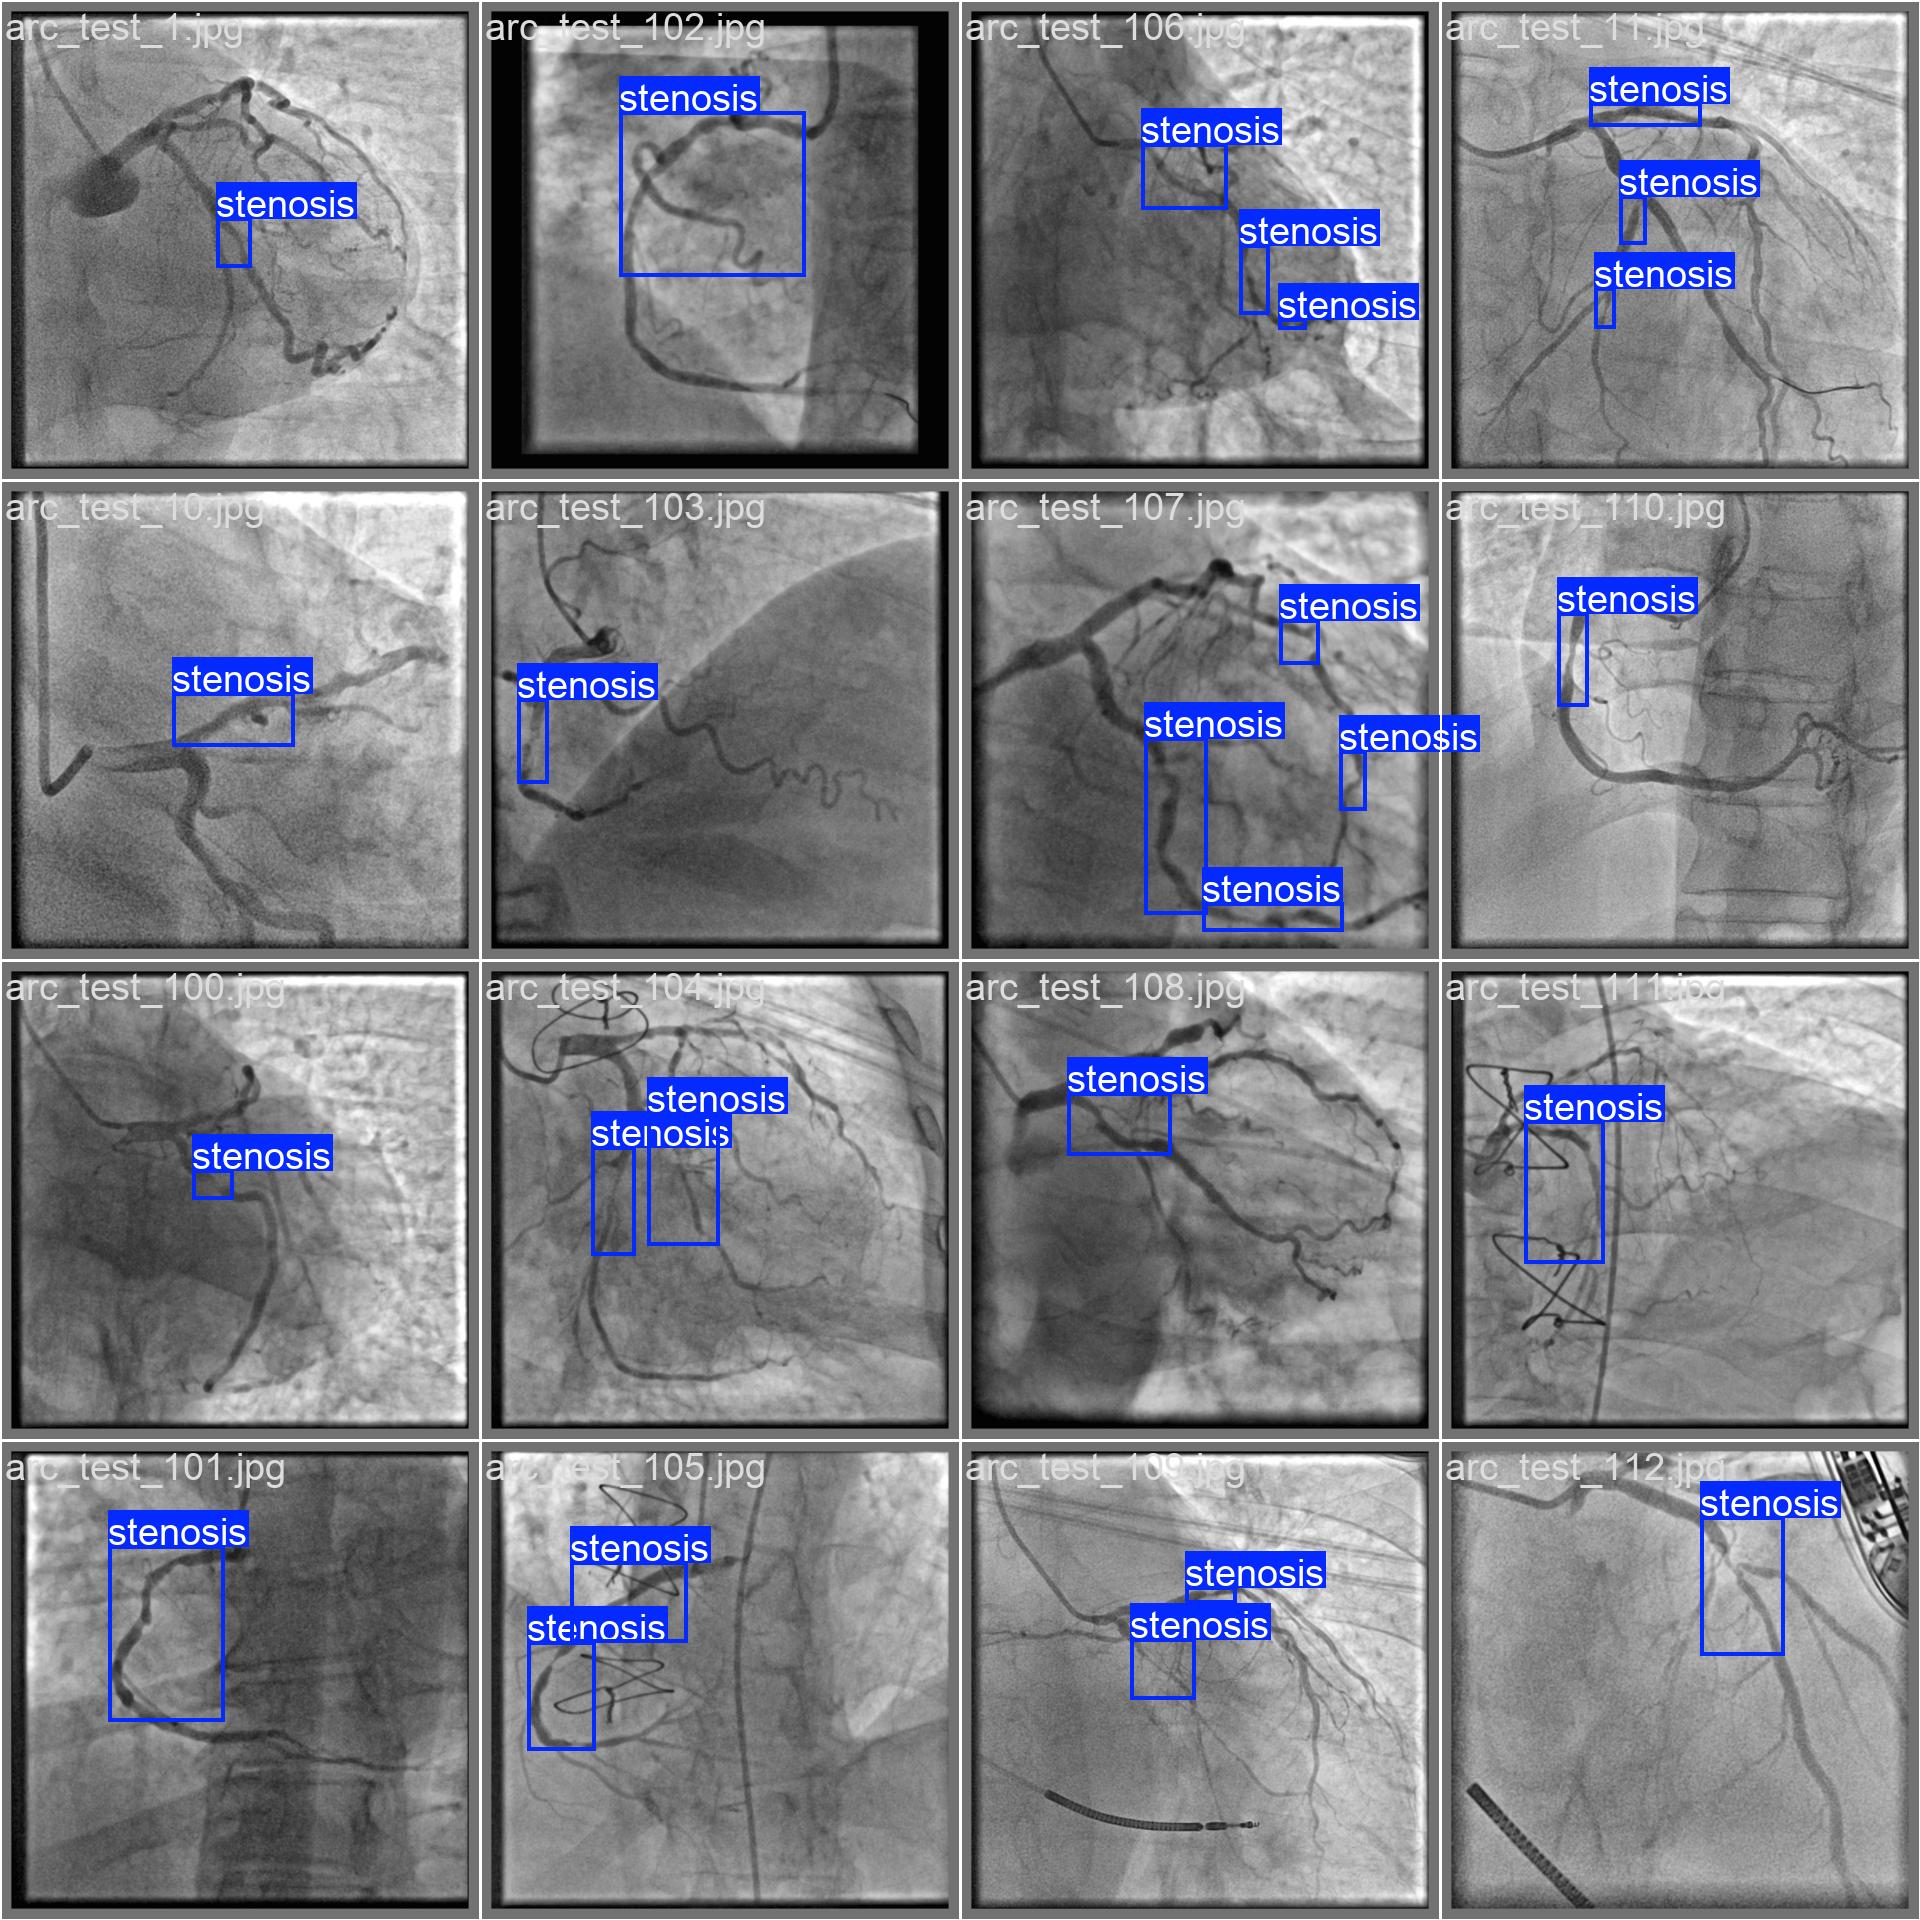 arc_test_1.jpg
stenosis
arc_test_102.jpg
stenosis
arc_test_106.jpg
stenosis
stenosis
stenosis
arc_test_11.jpg
stenosis
stenosis
stenosis
arc_test_10.jpg
stenosis
arc_test_103.jpg
stenosis
arc_test_107.jpg
stenosis
stenosis
stenosis
stenosis
arc_test_110.jpg
stenosis
arc_test_100.jpg
stenosis
arc_test_104.jpg
stenosis
stenosis
arc_test_108.jpg
stenosis
arc_test_111.jpg
stenosis
arc_test_101.jpg
stenosis
arc_test_105.jpg
stenosis
stenosis
arc_test_109.jpg
stenosis
stenosis
arc_test_112.jpg
stenosis